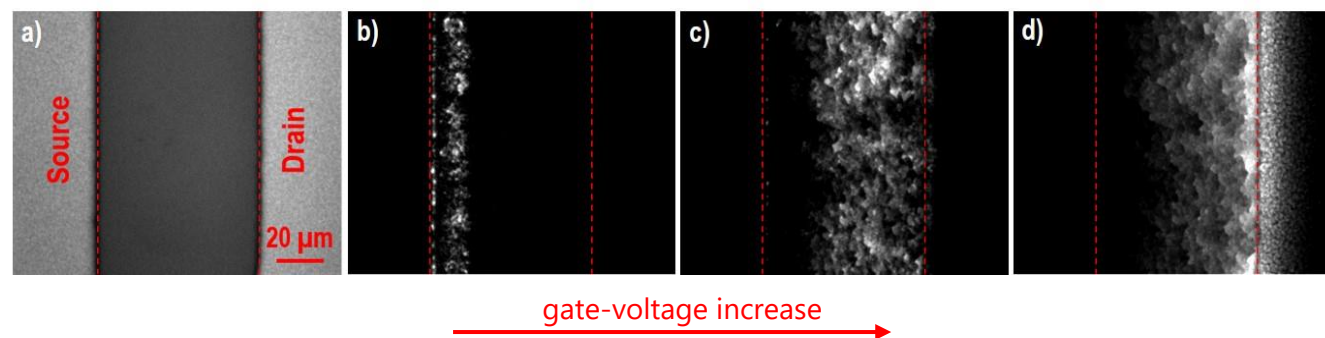 a)
b)
c)
d)
Source
Drain
20 μm
gate-voltage increase